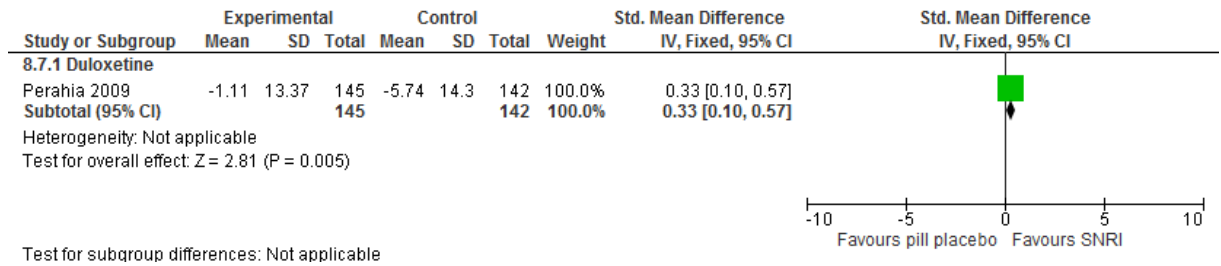 Experimental Control Std. Mean Difference Std. Mean Difference
Study or Subgroup Mean SD Total Mean SD Total Weight IV, Fixed, 95% CI IV, Fixed, 95% CI
8.7.1 Duloxetine
Perahia 2009 -1.11 13.37 145 -5.74 14.3 142 100.0% 0.33 [0.10, 0.57]
Subtotal (95% CI) 145 142 100.0% 0.33 [0.10, 0.57]
Heterogeneity: Not applicable
Test for overall effect: Z = 2.81 (P = 0.005)
-10 -5 0 5 10
Favours pill placebo Favours SNRI
Test for subgroup differences: Not applicable